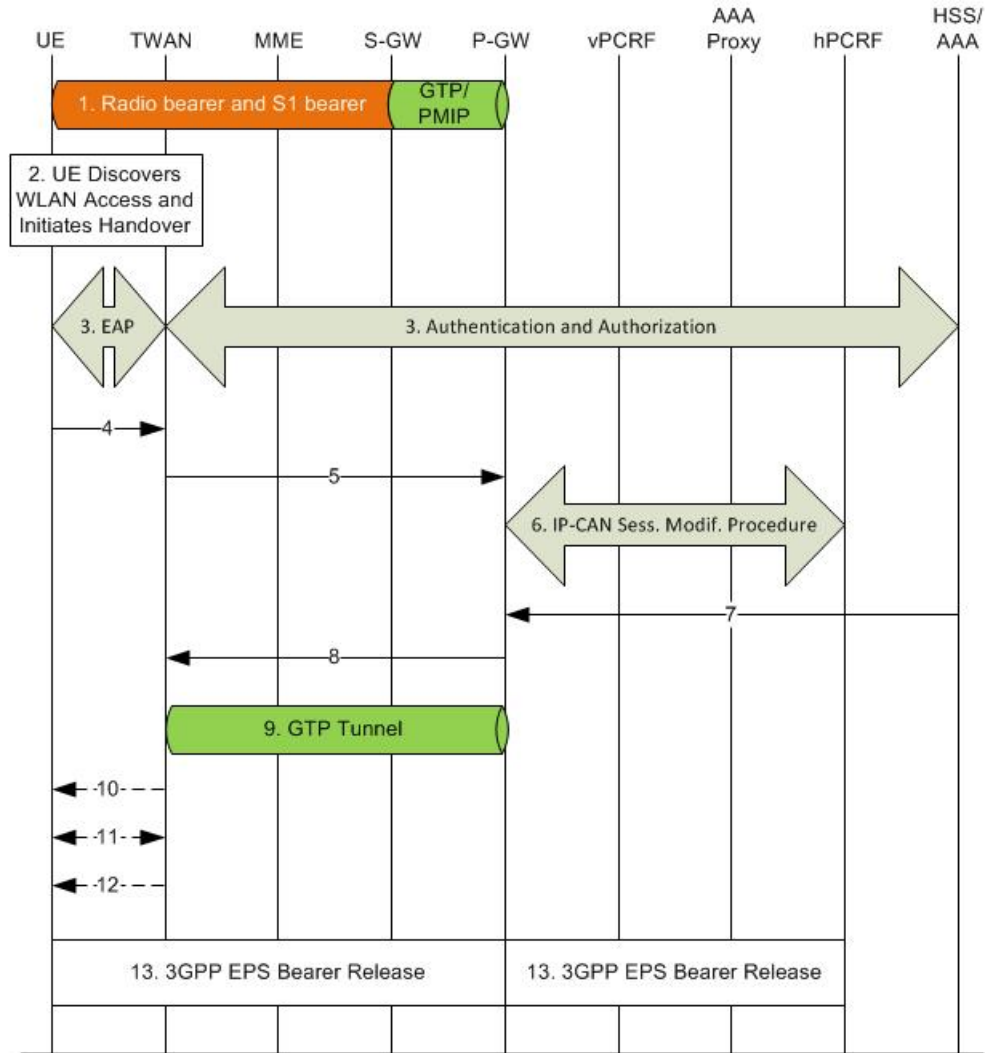 UE TWAN MME S-GW P-GW vPCRF AAA Proxy hPCRF HSS/ AAA
1. Radio bearer and S1 bearer
GTP/
PMIP
2. UE Discovers
WLAN Access and
Initiates Handover
3. EAP
3. Authentication and Authorization
4
5
6. IP-CAN Sess. Modif. Procedure
7
8
9. GTP Tunnel
10
11
12
13. 3GPP EPS Bearer Release
13. 3GPP EPS Bearer Release